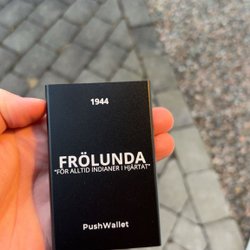 1944
FRÖLUNDA
"FÖR ALLTID INDIANER I HJÄRTAT"
PushWallet